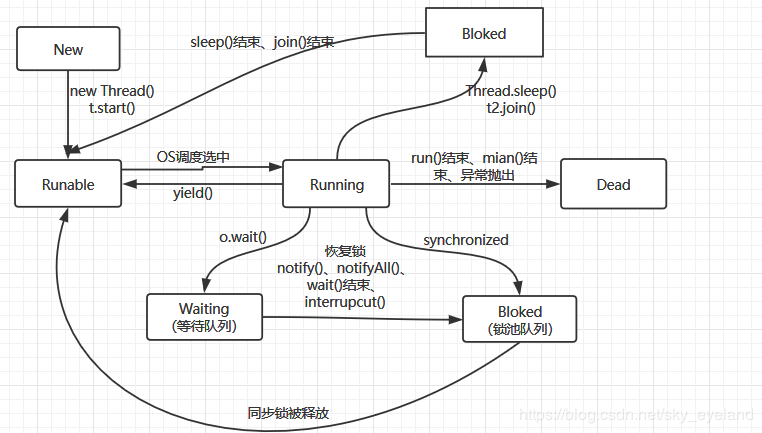 New
sleep()结束、join()结束
Bloked
new Thread()
t.start()
Thread.sleep()
t2.join()
Runable
OS调度选中
yield()
Running
run()结束、mian()结
束、异常抛出
Dead
o.wait()
恢复锁
notify()、notifyAll()、
wait()结束、
interrupcut()
synchronized
Waiting
（等待队列）
Bloked
（锁池队列）
同步锁被释放
https://blog.csdn.net/sky_eyeland